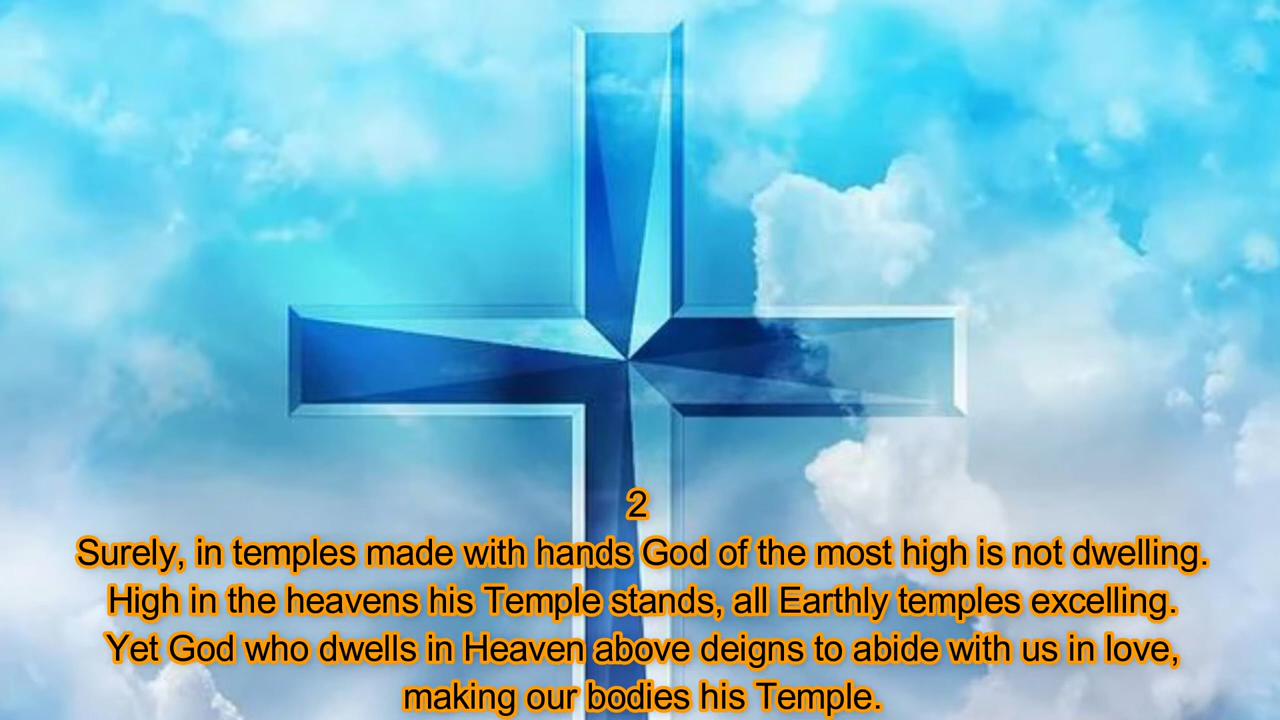 2
Surely, in temples made with hands God of the most high is not dwelling.
High in the heavens his Temple stands, all Earthly temples excelling.
Yet God who dwells in Heaven above deigns to abide with us in love,
making our bodies his Temple.